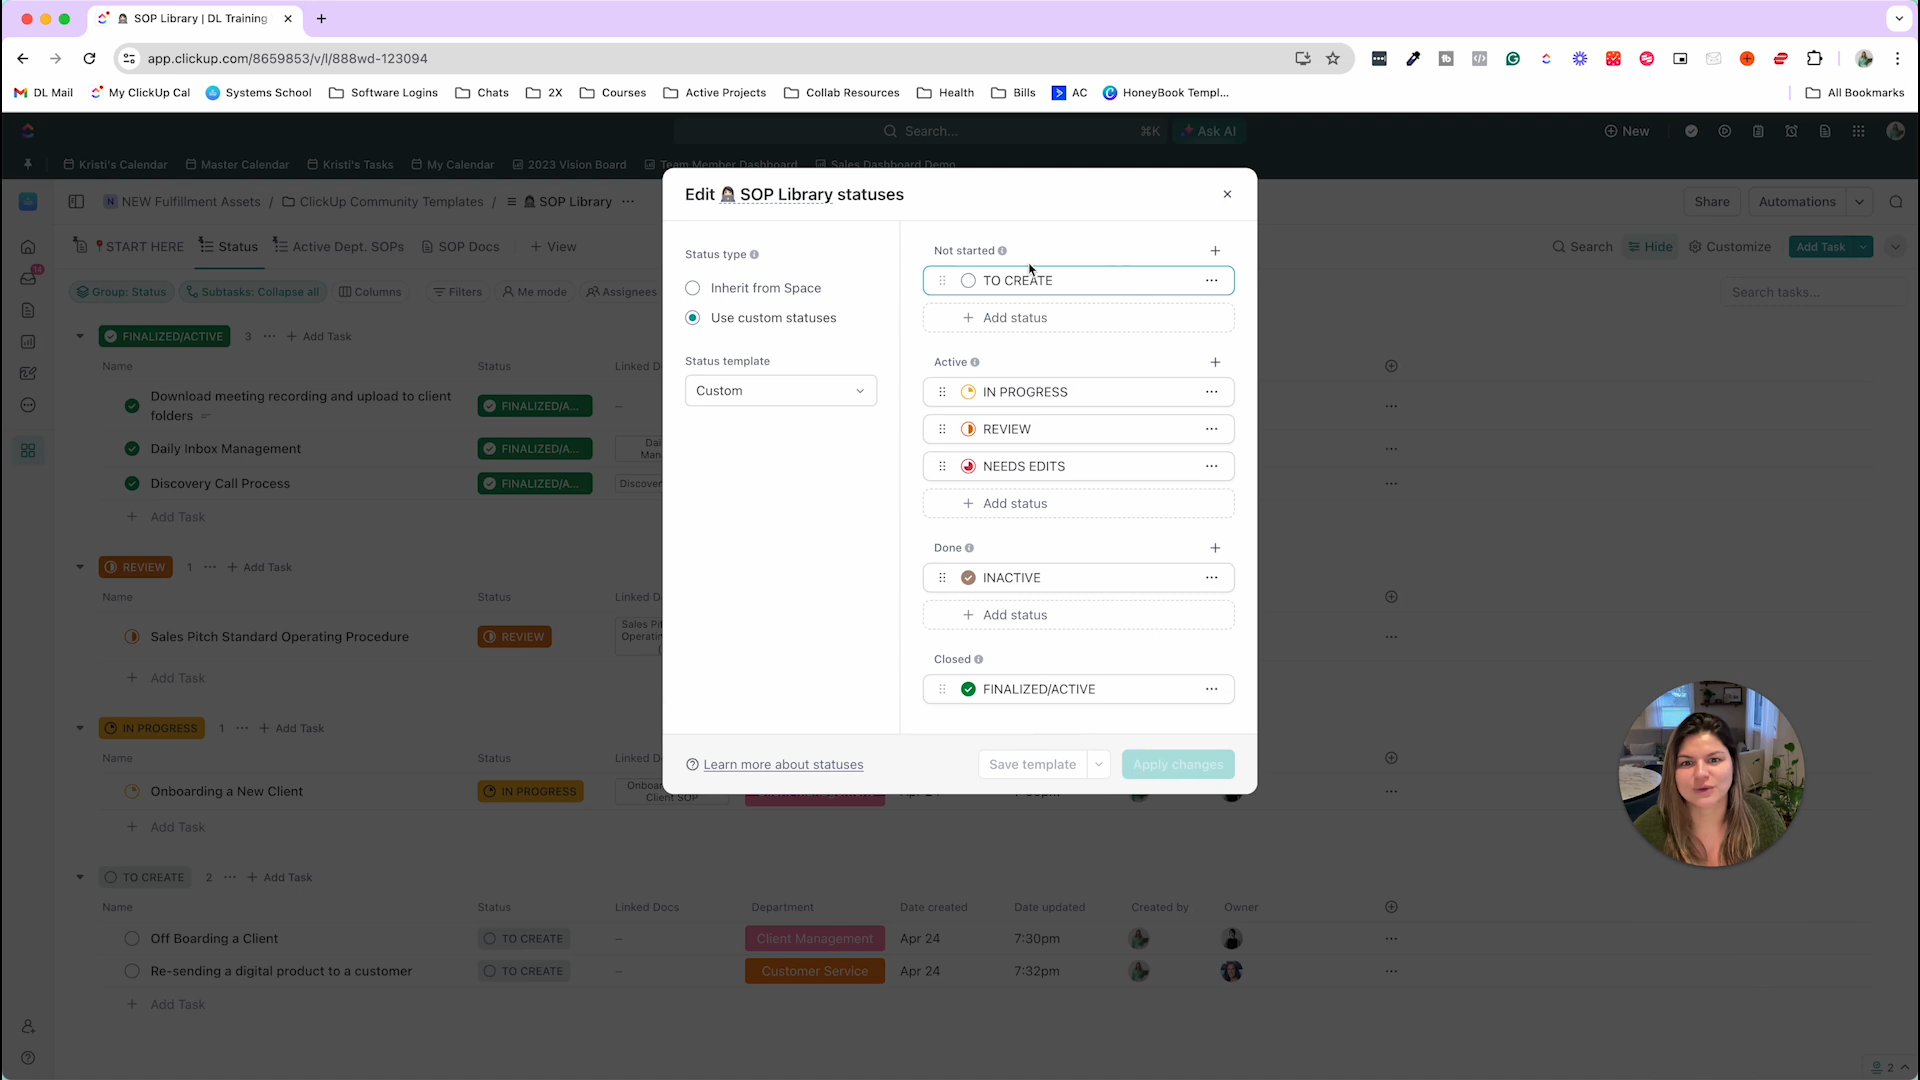 SOP Library | DL Training
app.clickup.com/8659853/v/l/888wd-123094
DL Mail
My ClickUp Cal
Systems School
Software Logins
Chats
2X
Courses
Active Projects
Collab Resources
Health
Bills
AC
HoneyBook Templ...
All Bookmarks
Search...
⌘K
Ask AI
New
Kristi's Calendar
Master Calendar
Kristi's Tasks
My Calendar
2023 Vision Board
Team Member Dashboard
Sales Dashboard Demo
N NEW Fulfillment Assets / ClickUp Community Templates / SOP Library
Share
Automations
START HERE
Status
Active Dept. SOPs
SOP Docs
+ View
Search
Hide
Customize
Add Task
Group: Status
Subtasks: Collapse all
Columns
Filters
Me mode
Assignees
Search tasks...
FINALIZED/ACTIVE 3 ... + Add Task
Name Status Linked D
Download meeting recording and upload to client folders FINALIZED/A... –
Daily Inbox Management FINALIZED/A... Dai
Man
Discovery Call Process FINALIZED/A... Discover
+ Add Task
REVIEW 1 ... + Add Task
Name Status Linked D
Sales Pitch Standard Operating Procedure REVIEW Sales Pi
Operatin
+ Add Task
IN PROGRESS 1 ... + Add Task
Name Status Linked D
Onboarding a New Client IN PROGRESS Onboa
Client SOP
+ Add Task
TO CREATE 2 ... + Add Task
Name Status Linked Docs Department Date created Date updated Created by Owner
Off Boarding a Client TO CREATE – Client Management Apr 24 7:30pm
Re-sending a digital product to a customer TO CREATE – Customer Service Apr 24 7:32pm
+ Add Task
Edit SOP Library statuses
Status type
Inherit from Space
Use custom statuses
Status template
Custom
Not started
TO CREATE
+ Add status
Active
IN PROGRESS
REVIEW
NEEDS EDITS
+ Add status
Done
INACTIVE
+ Add status
Closed
FINALIZED/ACTIVE
Learn more about statuses
Save template
Apply changes
2